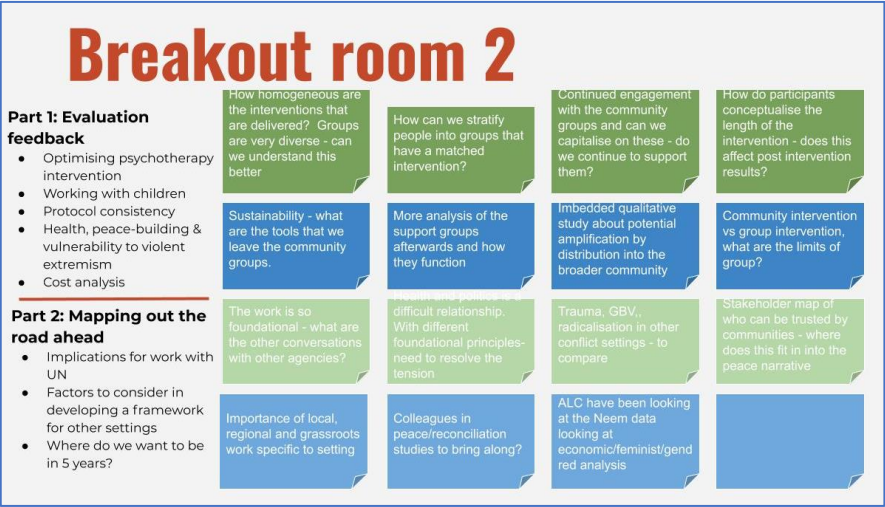 Breakout room 2
Part 1: Evaluation
feedback
● Optimising psychotherapy
intervention
● Working with children
● Protocol consistency
● Health, peace-building &
vulnerability to violent
extremism
● Cost analysis
Part 2: Mapping out the
road ahead
● Implications for work with
UN
● Factors to consider in
developing a framework
for other settings
● Where do we want to be
in 5 years?
How homogeneous are
the interventions that
are delivered? Groups
are very diverse - can
we understand this
better
How can we stratify
people into groups that
have a matched
intervention?
Continued engagement
with the community
groups and can we
capitalise on these - do
we continue to support
them?
How do participants
conceptualise the
length of the
intervention - does this
affect post intervention
results?
Sustainability - what
are the tools that we
leave the community
groups.
More analysis of the
support groups
afterwards and how
they function
Imbedded qualitative
study about potential
amplification by
distribution into the
broader community
Community intervention
vs group intervention,
what are the limits of
group?
The work is so
foundational - what are
the other conversations
with other agencies?
Health and politics is a
difficult relationship.
With different
foundational principles-
need to resolve the
tension
Trauma, GBV,,
radicalisation in other
conflict settings - to
compare
Stakeholder map of
who can be trusted by
communities - where
does this fit in into the
peace narrative
Importance of local,
regional and grassroots
work specific to setting
Colleagues in
peace/reconciliation
studies to bring along?
ALC have been looking
at the Neem data
looking at
economic/feminist/gend
red analysis